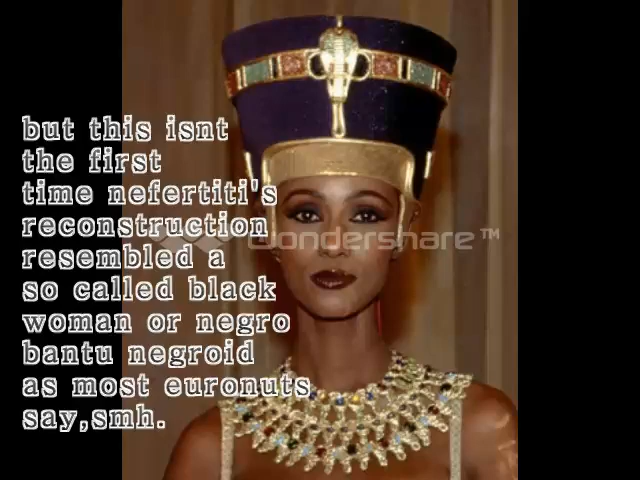 but this isnt
the first
time nefertiti's
reconstruction
resembled a
so called black
woman or negro
bantu negroid
as most euronuts
say,smh.
Wondershare™